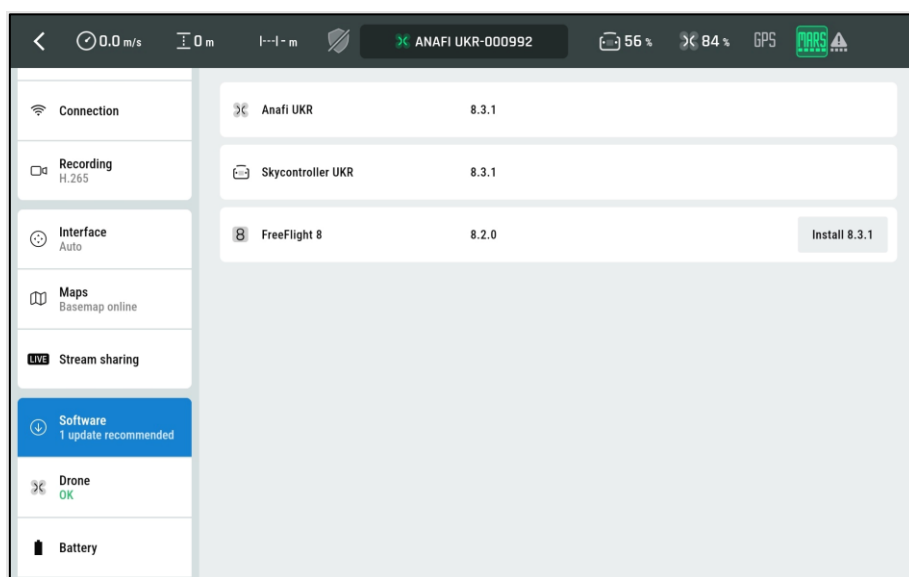 0.0 m/s
0 m
I---I - m
ANAFI UKR-000992
56 %
84 %
GPS
MARS
Connection
Recording
H.265
Interface
Auto
Maps
Basemap online
LIVE
Stream sharing
Software
1 update recommended
Drone
OK
Battery
Anafi UKR
8.3.1
Skycontroller UKR
8.3.1
8
FreeFlight 8
8.2.0
Install 8.3.1